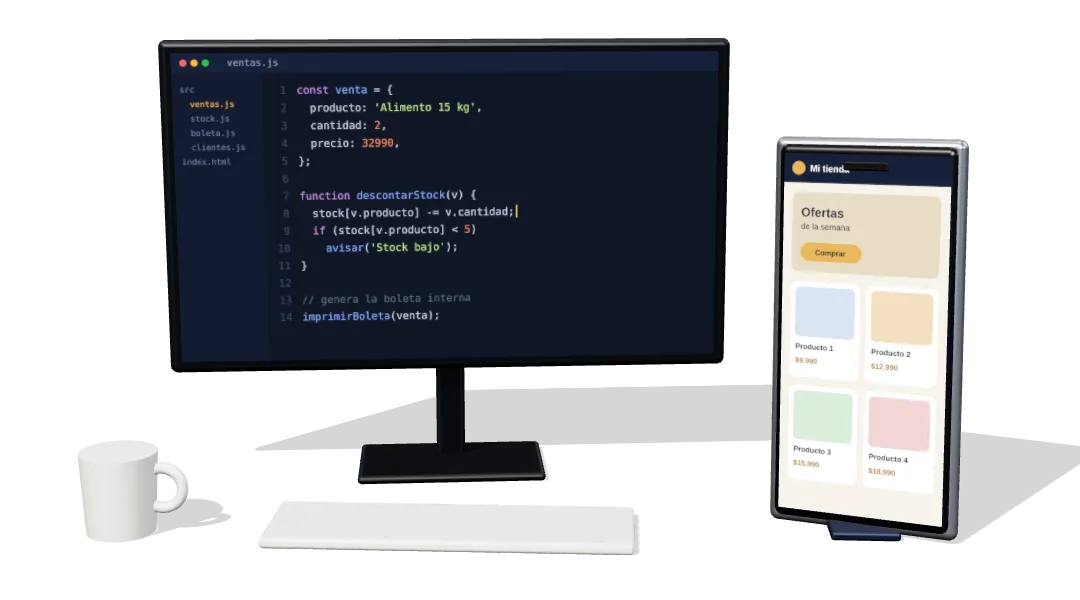 ventas.js
src
ventas.js
stock.js
boleta.js
clientes.js
index.html
1 const venta = {
2 producto: 'Alimento 15 kg',
3 cantidad: 2,
4 precio: 32990,
5 };
6
7 function descontarStock(v) {
8 stock[v.producto] -= v.cantidad;
9 if (stock[v.producto] < 5)
10 avisar('Stock bajo');
11 }
12
13 // genera la boleta interna
14 imprimirBoleta(venta);
Mi tienda
Ofertas
de la semana
Comprar
Producto 1
$9.990
Producto 2
$12.990
Producto 3
$15.990
Producto 4
$18.990